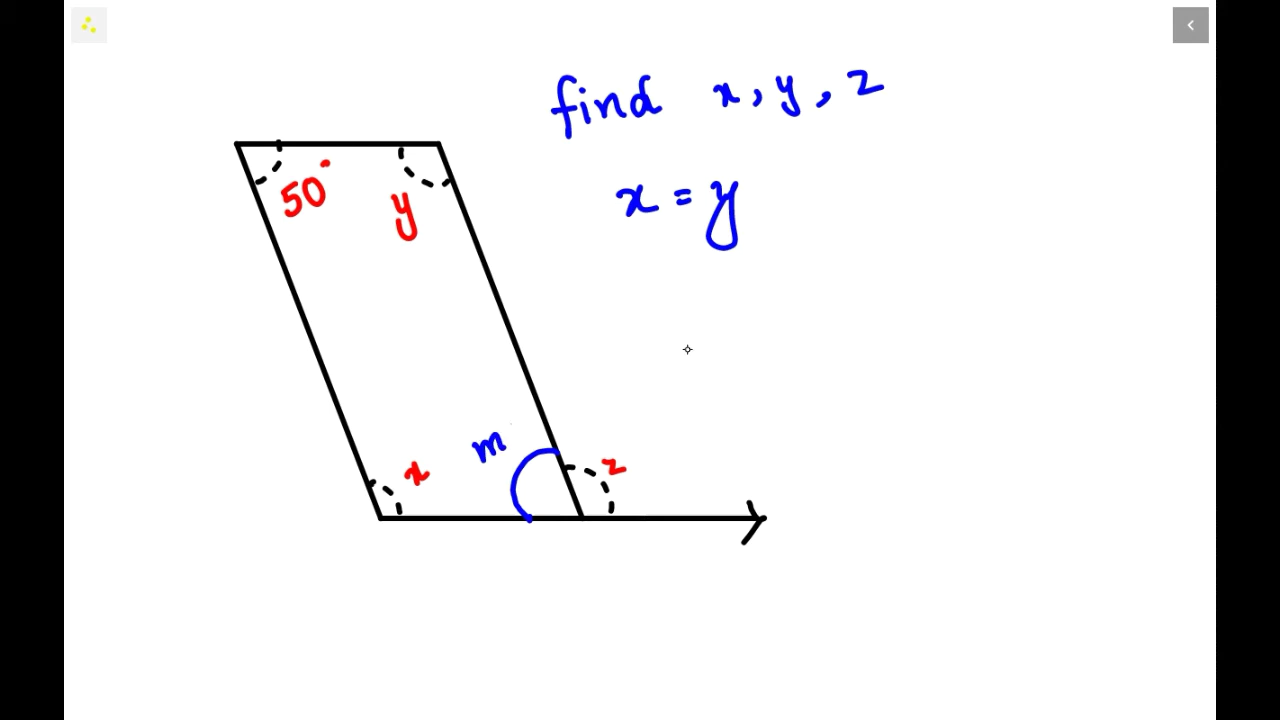 find x, y, z
50°
y
x = y
m
x
z